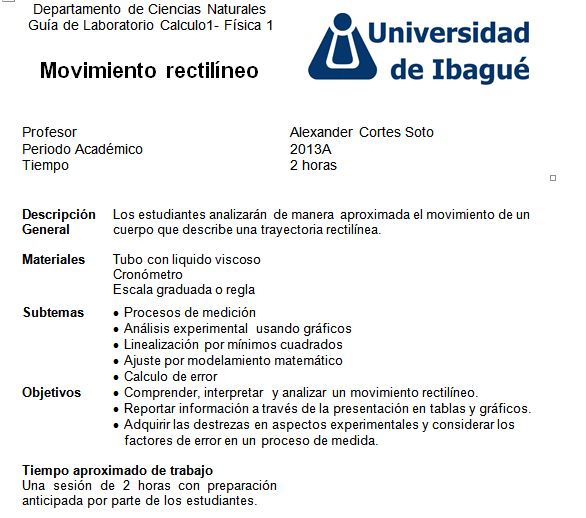 Departamento de Ciencias Naturales
Guía de Laboratorio Calculo1- Física 1
Movimiento rectilíneo
Universidad
de Ibagué
Profesor Alexander Cortes Soto
Periodo Académico 2013A
Tiempo 2 horas
Descripción General Los estudiantes analizarán de manera aproximada el movimiento de un
cuerpo que describe una trayectoria rectilínea.
Materiales Tubo con liquido viscoso
Cronómetro
Escala graduada o regla
Subtemas • Procesos de medición
• Análisis experimental usando gráficos
• Linealización por mínimos cuadrados
• Ajuste por modelamiento matemático
• Calculo de error
Objetivos • Comprender, interpretar y analizar un movimiento rectilíneo.
• Reportar información a través de la presentación en tablas y gráficos.
• Adquirir las destrezas en aspectos experimentales y considerar los
factores de error en un proceso de medida.
Tiempo aproximado de trabajo
Una sesión de 2 horas con preparación
anticipada por parte de los estudiantes.